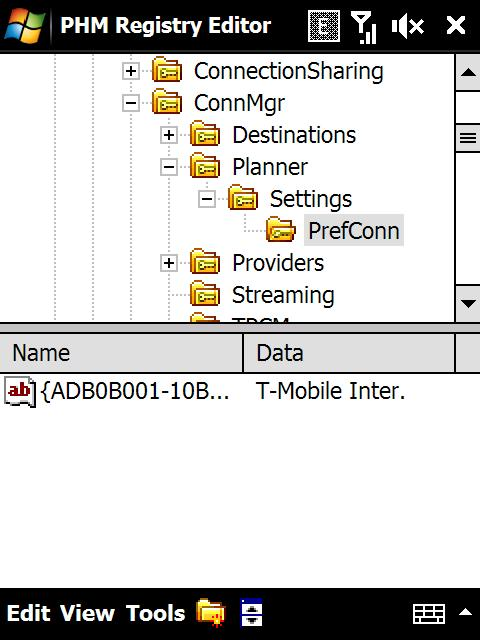 PHM Registry Editor E
ConnectionSharing
ConnMgr
Destinations
Planner
Settings
PrefConn
Providers
Streaming
Name Data
ab {ADB0B001-10B... T-Mobile Inter.
Edit View Tools